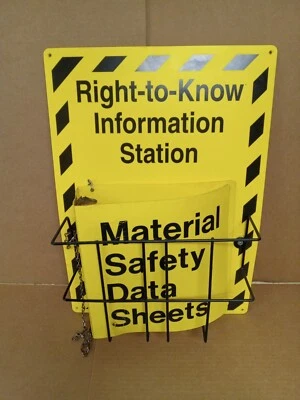 Right-to-Know
Information
Station
Material
Safety
Data
Sheets